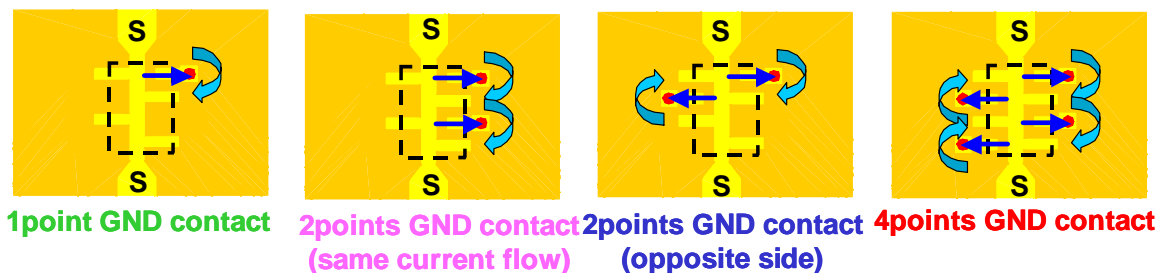 S
S
1point GND contact
S
S
2points GND contact
(same current flow)
S
S
2points GND contact
(opposite side)
S
S
4points GND contact